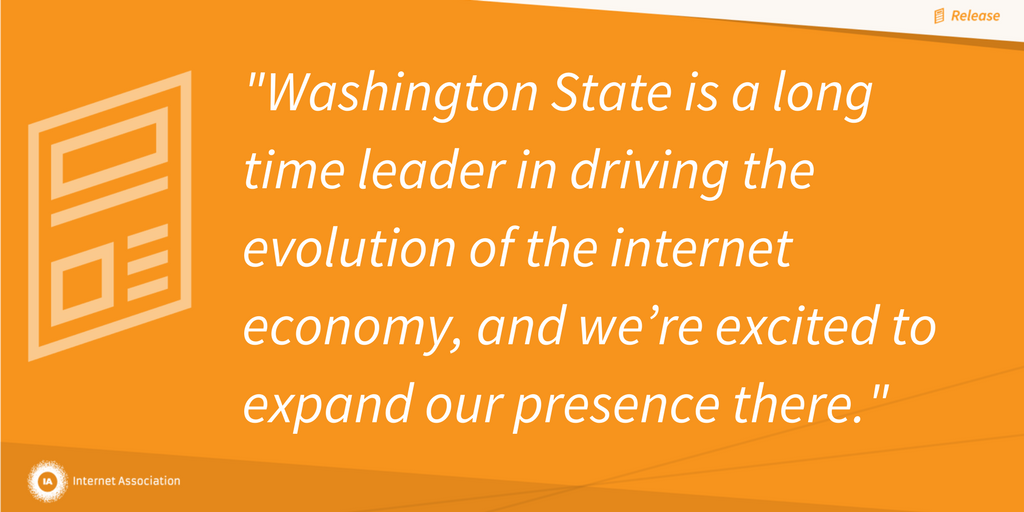 Release
"Washington State is a long
time leader in driving the
evolution of the internet
economy, and we’re excited to
expand our presence there."
IA
Internet Association